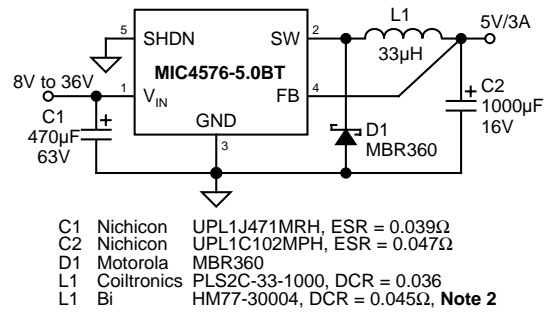 L1
5V/3A
5 SHDN SW 2
33µH
MIC4576-5.0BT
8V to 36V
1 VIN FB 4
C2
1000µF
16V
C1
470µF
63V
GND
3
D1
MBR360
C1 Nichicon UPL1J471MRH, ESR = 0.039Ω
C2 Nichicon UPL1C102MPH, ESR = 0.047Ω
D1 Motorola MBR360
L1 Coiltronics PLS2C-33-1000, DCR = 0.036
L1 Bi HM77-30004, DCR = 0.045Ω, Note 2